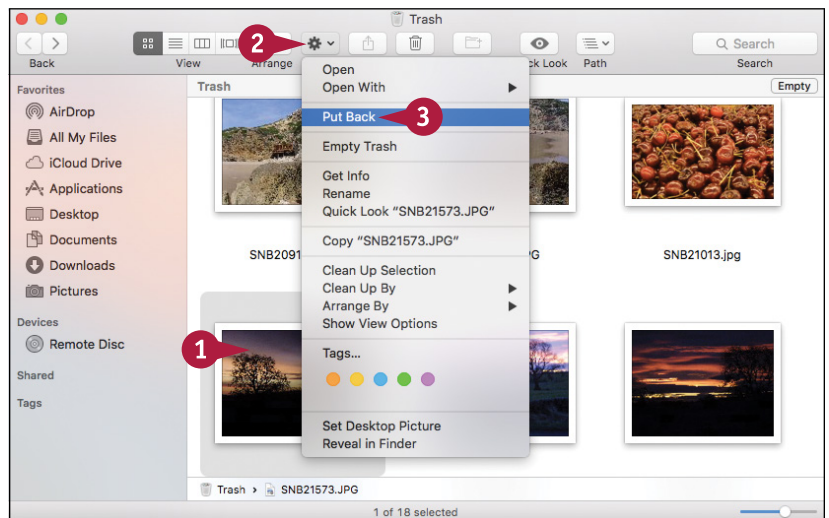 Trash
2
Back
View
Arrange
k Look
Path
Search
Search
Favorites
AirDrop
All My Files
iCloud Drive
Applications
Desktop
Documents
Downloads
Pictures
Devices
Remote Disc
Shared
Tags
Trash
Empty
Open
Open With
Put Back
3
Empty Trash
Get Info
Rename
Quick Look “SNB21573.JPG”
Copy “SNB21573.JPG”
Clean Up Selection
Clean Up By
Arrange By
Show View Options
Tags...
Set Desktop Picture
Reveal in Finder
SNB2091
G
SNB21013.jpg
1
Trash › SNB21573.JPG
1 of 18 selected